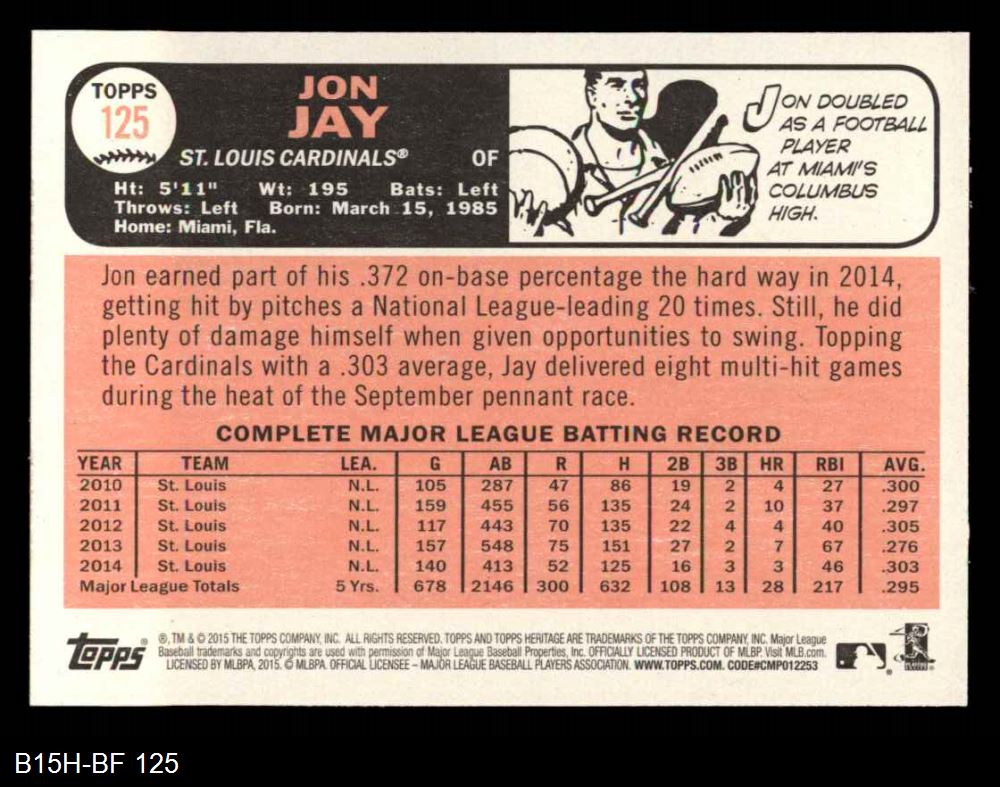 TOPPS
125
JON
JAY
ST. LOUIS CARDINALS® OF
Ht: 5'11" Wt: 195 Bats: Left
Throws: Left Born: March 15, 1985
Home: Miami, Fla.
JON DOUBLED
AS A FOOTBALL
PLAYER
AT MIAMI'S
COLUMBUS
HIGH.
Jon earned part of his .372 on-base percentage the hard way in 2014,
getting hit by pitches a National League-leading 20 times. Still, he did
plenty of damage himself when given opportunities to swing. Topping
the Cardinals with a .303 average, Jay delivered eight multi-hit games
during the heat of the September pennant race.
COMPLETE MAJOR LEAGUE BATTING RECORD
YEAR TEAM LEA. G AB R H 2B 3B HR RBI AVG.
2010 St. Louis N.L. 105 287 47 86 19 2 4 27 .300
2011 St. Louis N.L. 159 455 56 135 24 2 10 37 .297
2012 St. Louis N.L. 117 443 70 135 22 4 4 40 .305
2013 St. Louis N.L. 157 548 75 151 27 2 7 67 .276
2014 St. Louis N.L. 140 413 52 125 16 3 3 46 .303
Major League Totals 5 Yrs. 678 2146 300 632 108 13 28 217 .295
Topps ®, TM & © 2015 THE TOPPS COMPANY, INC. ALL RIGHTS RESERVED. TOPPS AND TOPPS HERITAGE ARE TRADEMARKS OF THE TOPPS COMPANY, INC. Major League
Baseball trademarks and copyrights are used with permission of Major League Baseball Properties, Inc. OFFICIALLY LICENSED PRODUCT OF MLBP. Visit MLB.com.
LICENSED BY MLBPA, 2015. © MLBPA. OFFICIAL LICENSEE – MAJOR LEAGUE BASEBALL PLAYERS ASSOCIATION. WWW.TOPPS.COM. CODE#CMP012253
B15H-BF 125